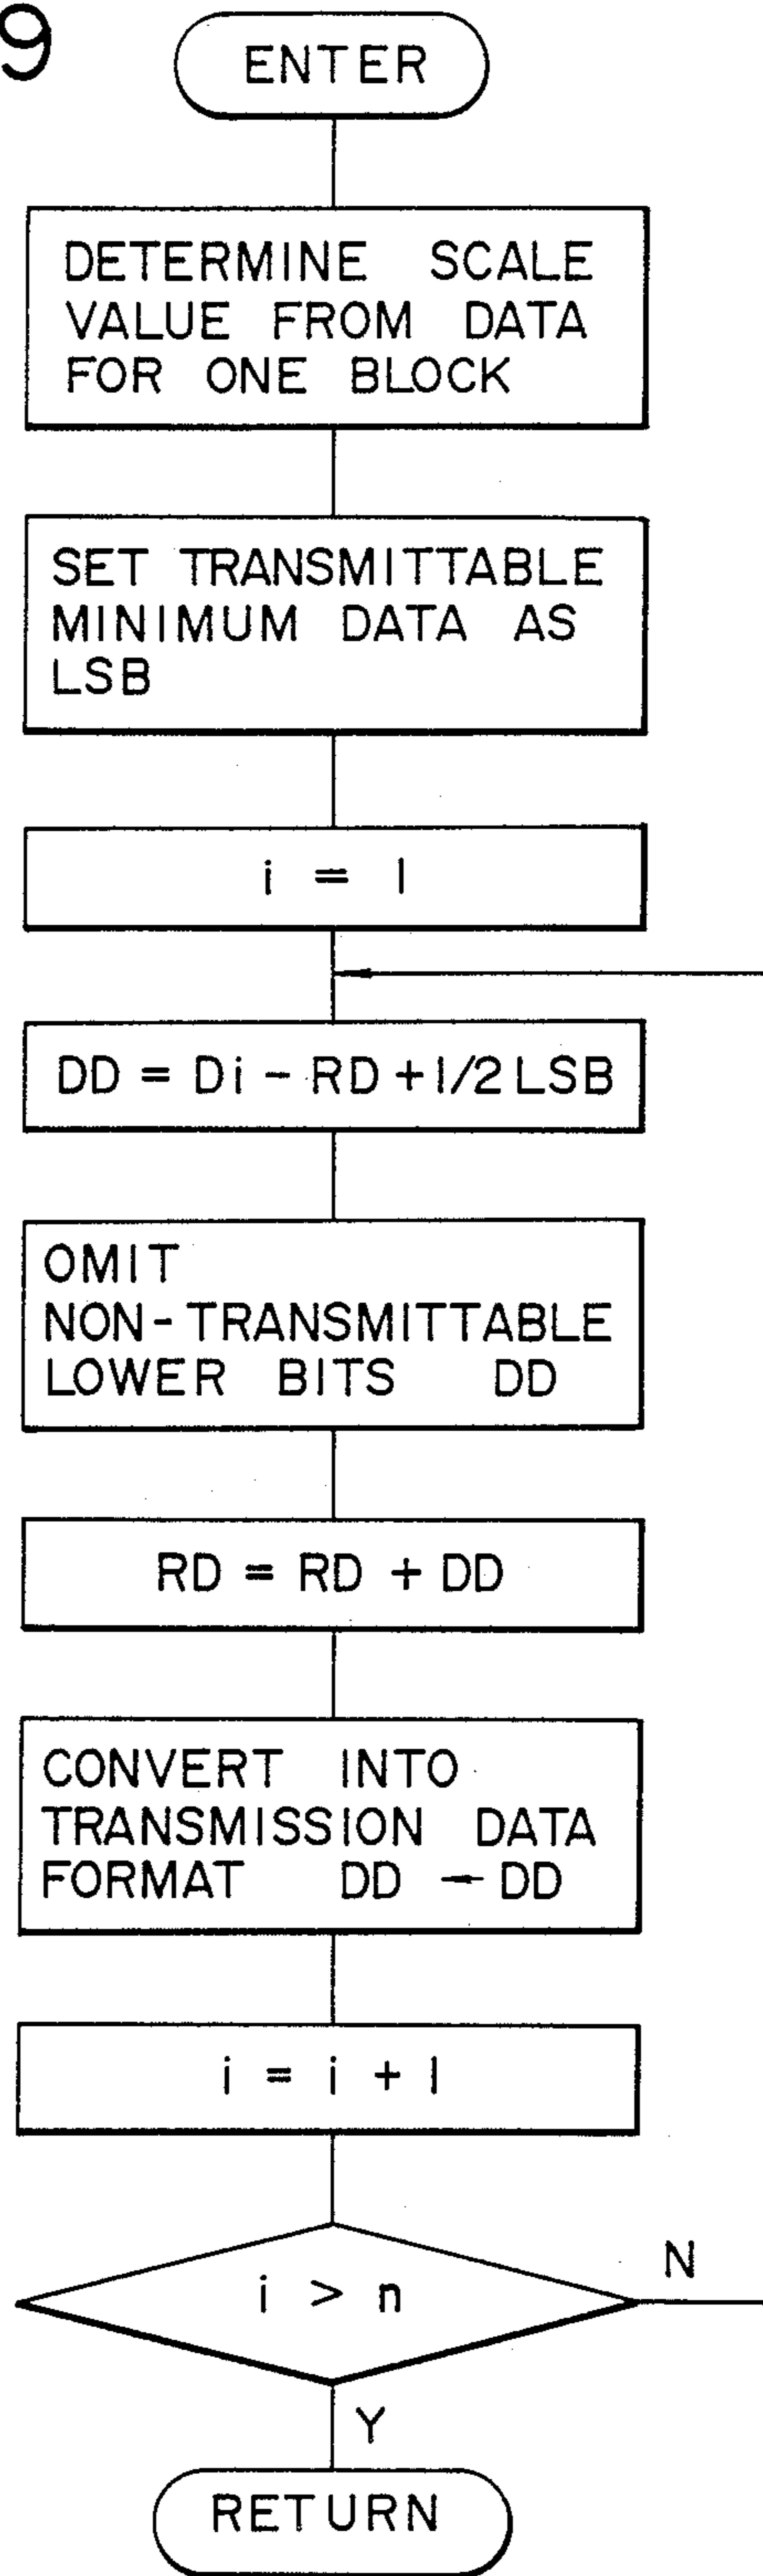 9
ENTER
DETERMINE SCALE
VALUE FROM DATA
FOR ONE BLOCK
SET TRANSMITTABLE
MINIMUM DATA AS
LSB
i = 1
DD = Di - RD + 1/2 LSB
OMIT
NON-TRANSMITTABLE
LOWER BITS DD
RD = RD + DD
CONVERT INTO
TRANSMISSION DATA
FORMAT DD ← DD
i = i + 1
i > n
N
Y
RETURN